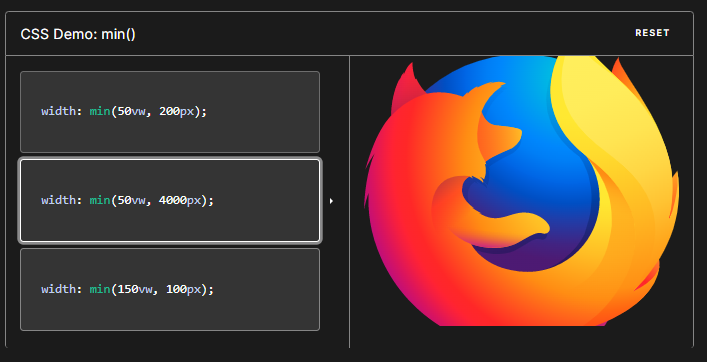 CSS Demo: min()
RESET
width: min(50vw, 200px);
width: min(50vw, 4000px);
width: min(150vw, 100px);